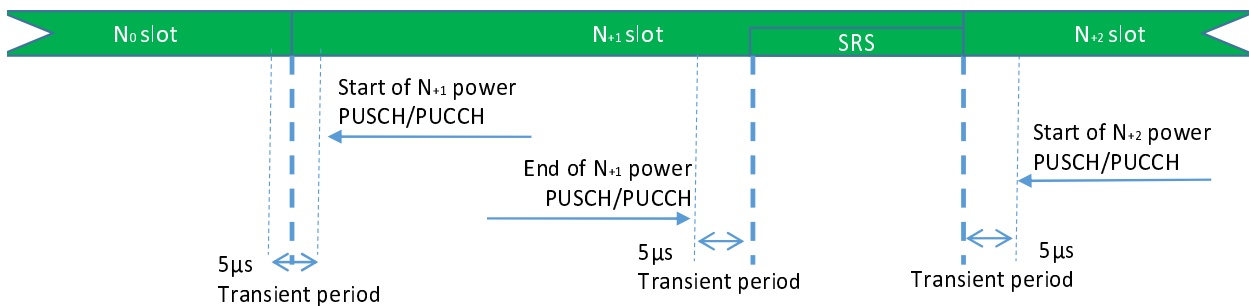 N₀ slot
N₊₁ slot
SRS
N₊₂ slot
Start of N₊₁ power
PUSCH/PUCCH
End of N₊₁ power
PUSCH/PUCCH
Start of N₊₂ power
PUSCH/PUCCH
5µs
Transient period
5µs
Transient period
5µs
Transient period